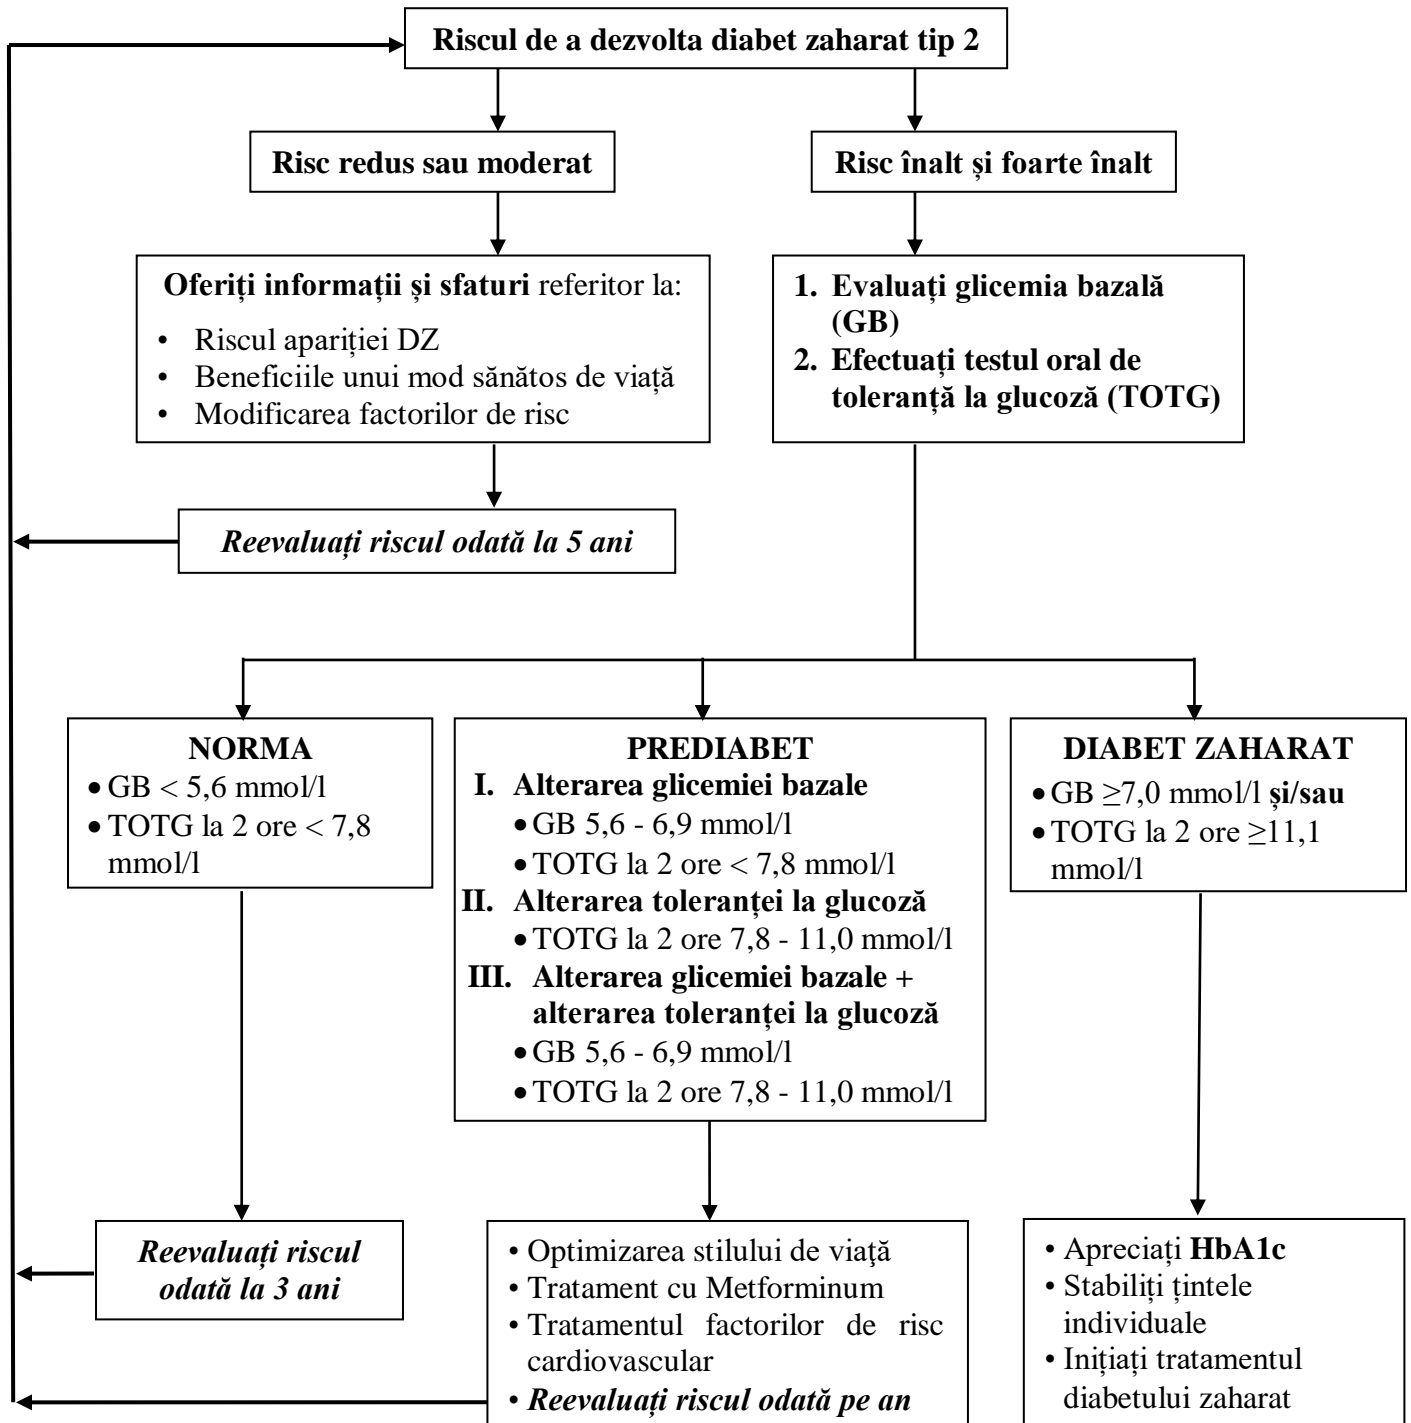 Riscul de a dezvolta diabet zaharat tip 2
Risc redus sau moderat
Risc înalt și foarte înalt
Oferiți informații și sfaturi referitor la:
• Riscul apariției DZ
• Beneficiile unui mod sănătos de viață
• Modificarea factorilor de risc
1. Evaluați glicemia bazală
(GB)
2. Efectuați testul oral de
toleranță la glucoză (TOTG)
Reevaluați riscul odată la 5 ani
NORMA
• GB < 5,6 mmol/l
• TOTG la 2 ore < 7,8
mmol/l
PREDIABET
I. Alterarea glicemiei bazale
• GB 5,6 - 6,9 mmol/l
• TOTG la 2 ore < 7,8 mmol/l
II. Alterarea toleranței la glucoză
• TOTG la 2 ore 7,8 - 11,0 mmol/l
III. Alterarea glicemiei bazale +
alterarea toleranței la glucoză
• GB 5,6 - 6,9 mmol/l
• TOTG la 2 ore 7,8 - 11,0 mmol/l
DIABET ZAHARAT
• GB ≥7,0 mmol/l și/sau
• TOTG la 2 ore ≥11,1
mmol/l
Reevaluați riscul
odată la 3 ani
• Optimizarea stilului de viaţă
• Tratament cu Metforminum
• Tratamentul factorilor de risc
cardiovascular
• Reevaluați riscul odată pe an
• Apreciați HbA1c
• Stabiliți țintele
individuale
• Inițiați tratamentul
diabetului zaharat